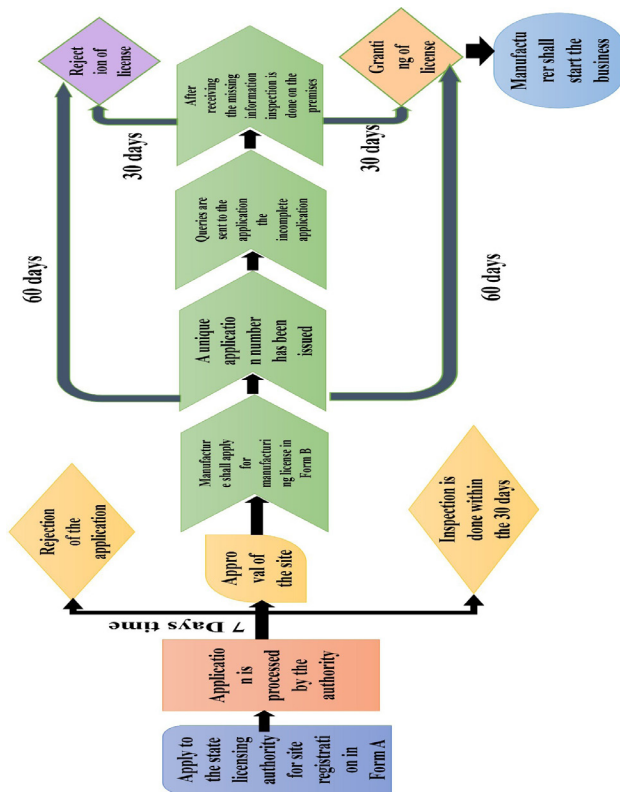 Apply to
the state
licensing
authority
for site
registrati
on in
Form A
Applicatio
n is
processed
by the
authority
7 Days time
Rejection
of the
application
Appro
val of
the site
Inspection is
done within
the 30 days
Manufactur
e shall apply
for
manufacturi
ng license in
Form B
A unique
applicatio
n number
has been
issued
Queries are
sent to the
application
the
incomplete
application
After
receiving
the missing
information
inspection is
done on the
premises
60 days
30 days
Reject
ion of
license
60 days
30 days
Granti
ng of
license
Manufactu
rer shall
start the
business